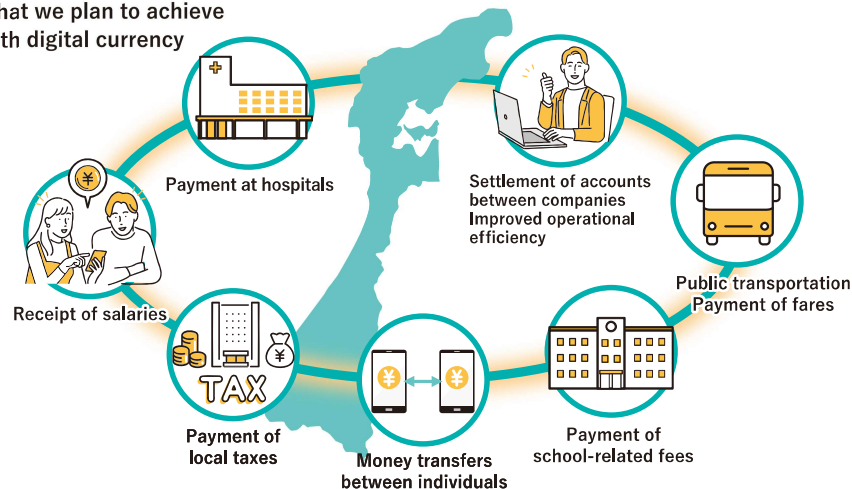 hat we plan to achieve
th digital currency
Payment at hospitals
Settlement of accounts
between companies
Improved operational
efficiency
¥
Receipt of salaries
Public transportation
Payment of fares
¥
TAX
Payment of
local taxes
¥
¥
Money transfers
between individuals
Payment of
school-related fees